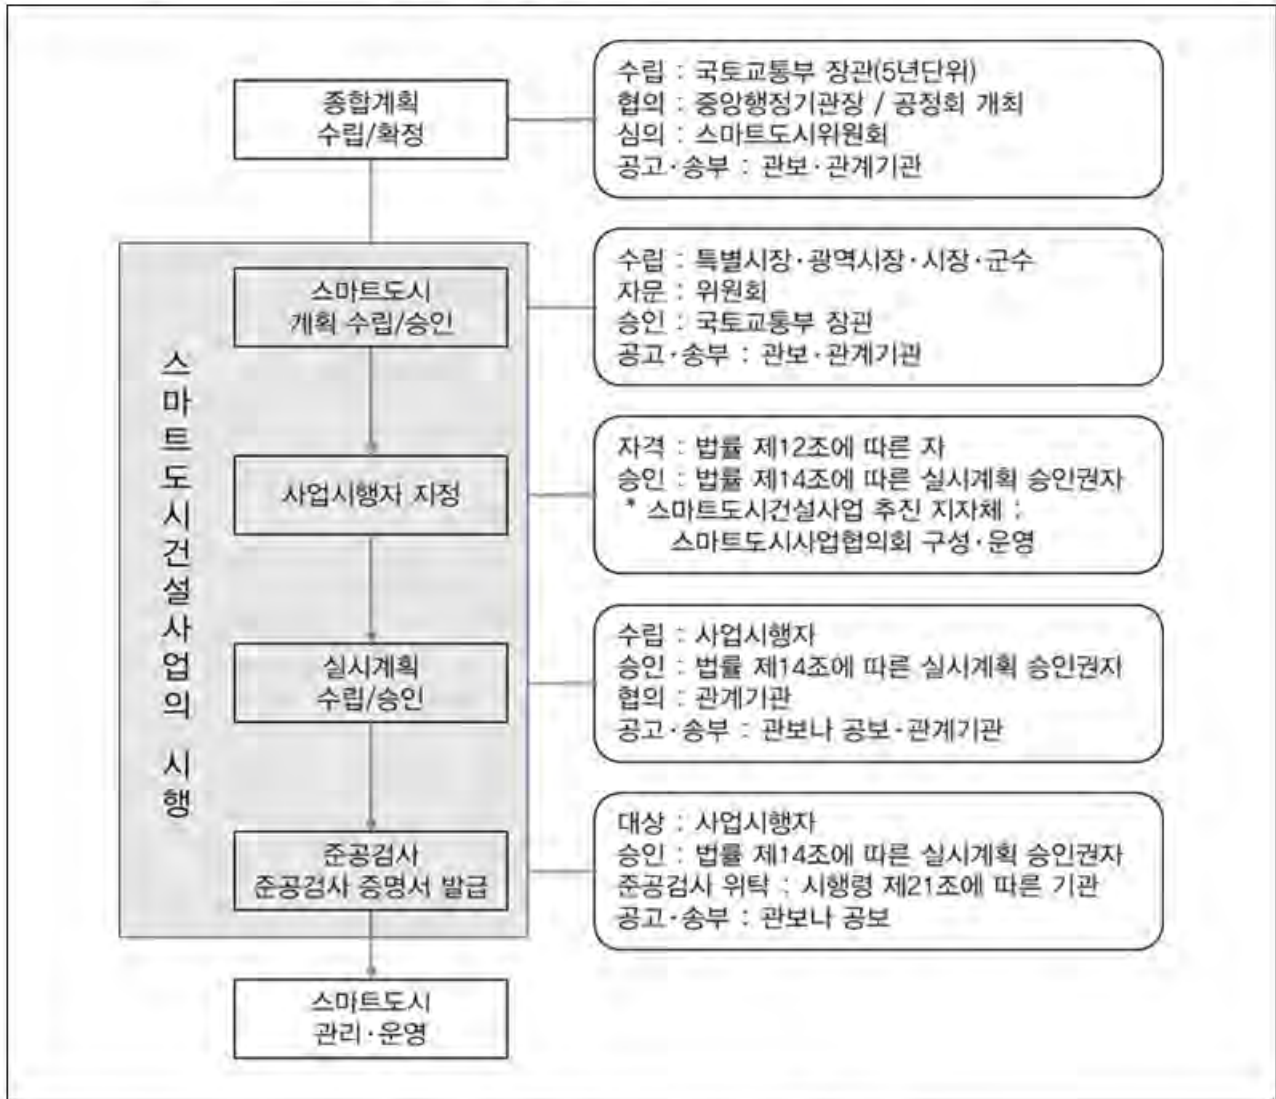 종합계획
수립/확정
수립 : 국토교통부 장관(5년단위)
협의 : 중앙행정기관장 / 공청회 개최
심의 : 스마트도시위원회
공고·송부 : 관보·관계기관
스마트도시건설사업의 시행
스마트도시
계획 수립/승인
수립 : 특별시장·광역시장·시장·군수
자문 : 위원회
승인 : 국토교통부 장관
공고·송부 : 관보·관계기관
사업시행자 지정
자격 : 법률 제12조에 따른 자
승인 : 법률 제14조에 따른 실시계획 승인권자
* 스마트도시건설사업 추진 지자체 :
스마트도시사업협의회 구성·운영
실시계획
수립/승인
수립 : 사업시행자
승인 : 법률 제14조에 따른 실시계획 승인권자
협의 : 관계기관
공고·송부 : 관보나 공보·관계기관
준공검사
준공검사 증명서 발급
대상 : 사업시행자
승인 : 법률 제14조에 따른 실시계획 승인권자
준공검사 위탁 : 시행령 제21조에 따른 기관
공고·송부 : 관보나 공보
스마트도시
관리·운영